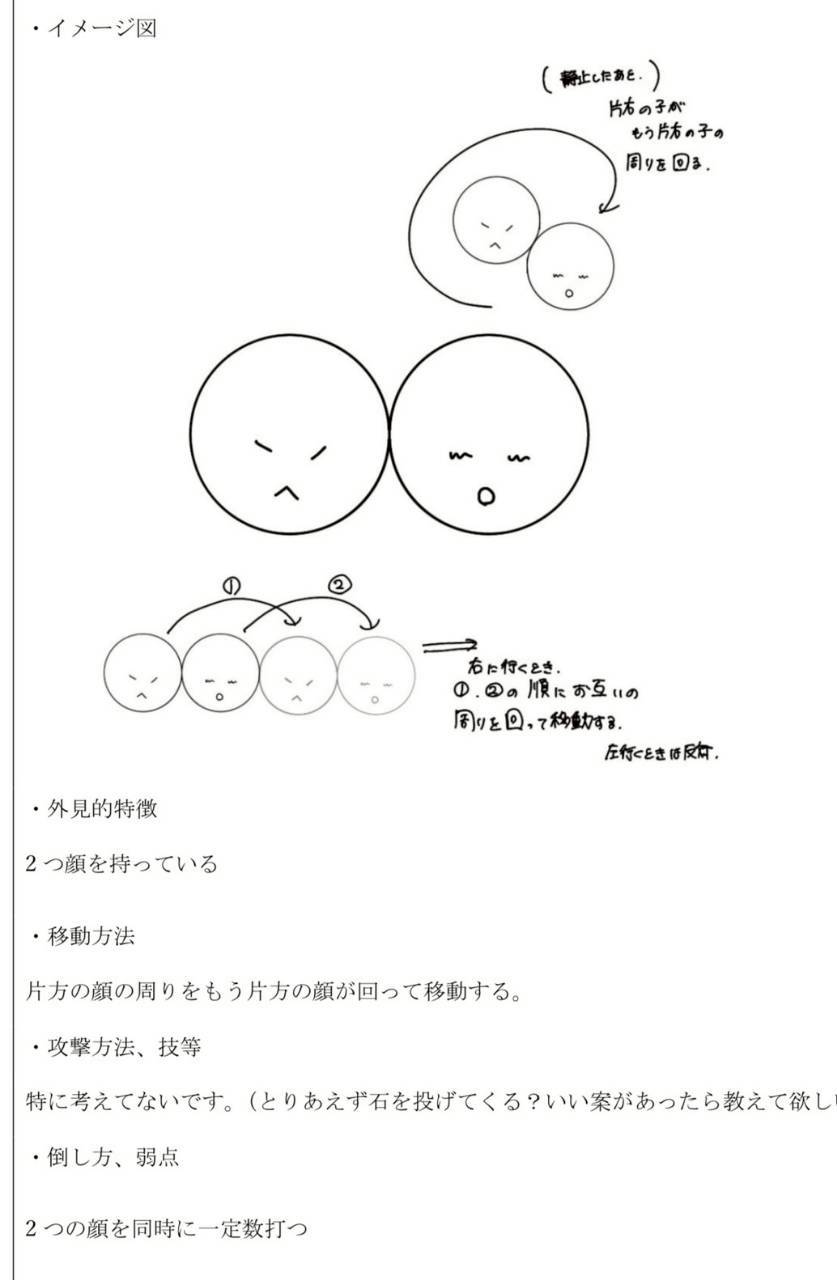 ・イメージ図
(静止したあと.)
片方の子が
もう片方の子の
周りを回る.
① ②
右に行くとき.
①.②の順にお互いの
周りを回って移動する.
左行くときは反対.
・外見的特徴
2つ顔を持っている
・移動方法
片方の顔の周りをもう片方の顔が回って移動する。
・攻撃方法、技等
特に考えてないです。（とりあえず石を投げてくる？いい案があったら教えて欲し
・倒し方、弱点
2つの顔を同時に一定数打つ